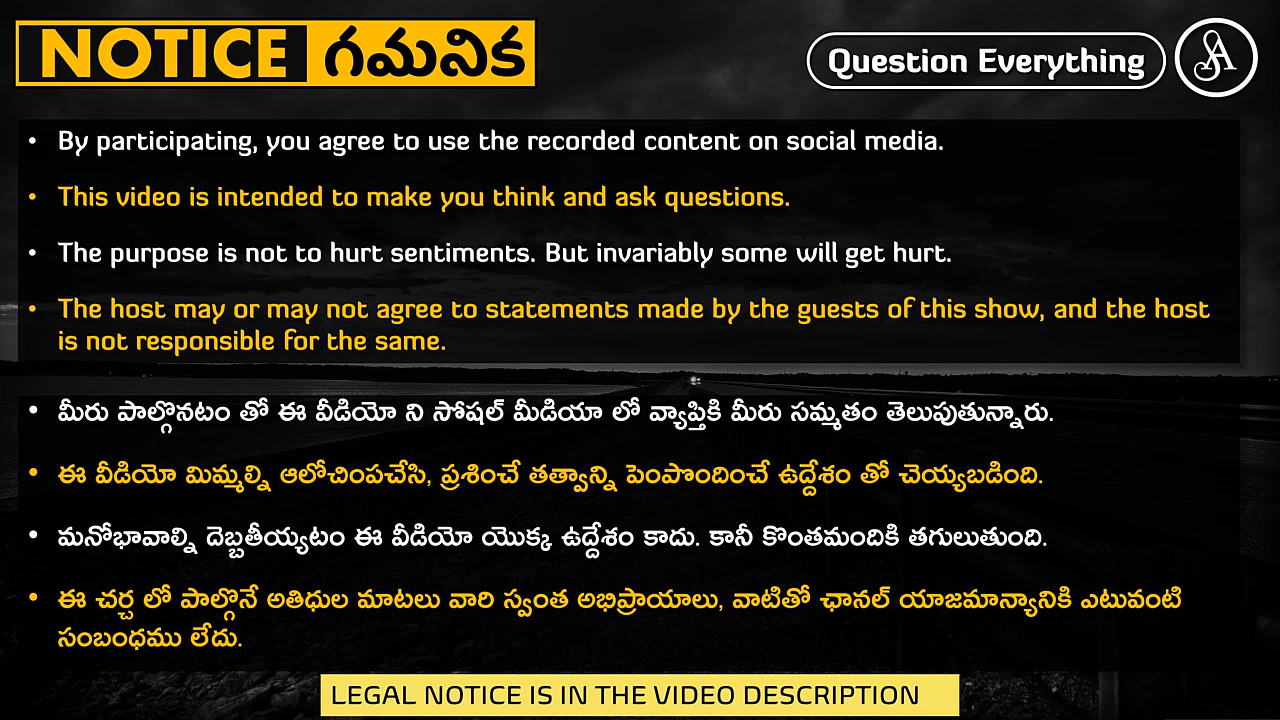 NOTICE గమనిక
Question Everything
• By participating, you agree to use the recorded content on social media.
• This video is intended to make you think and ask questions.
• The purpose is not to hurt sentiments. But invariably some will get hurt.
• The host may or may not agree to statements made by the guests of this show, and the host
is not responsible for the same.
• మీరు పాల్గొనటం తో ఈ వీడియో ని సోషల్ మీడియా లో వ్యాప్తికి మీరు సమ్మతం తెలుపుతున్నారు.
• ఈ వీడియో మిమ్మల్ని ఆలోచింపచేసి, ప్రశించే తత్వాన్ని పెంపొందించే ఉద్దేశం తో చెయ్యబడింది.
• మనోభావాల్ని దెబ్బతీయ్యటం ఈ వీడియో యొక్క ఉద్దేశం కాదు. కానీ కొంతమందికి తగులుతుంది.
• ఈ చర్చ లో పాల్గొనే అతిధుల మాటలు వారి స్వంత అభిప్రాయాలు, వాటితో ఛానల్ యాజమాన్యానికి ఎటువంటి
సంబంధము లేదు.
LEGAL NOTICE IS IN THE VIDEO DESCRIPTION